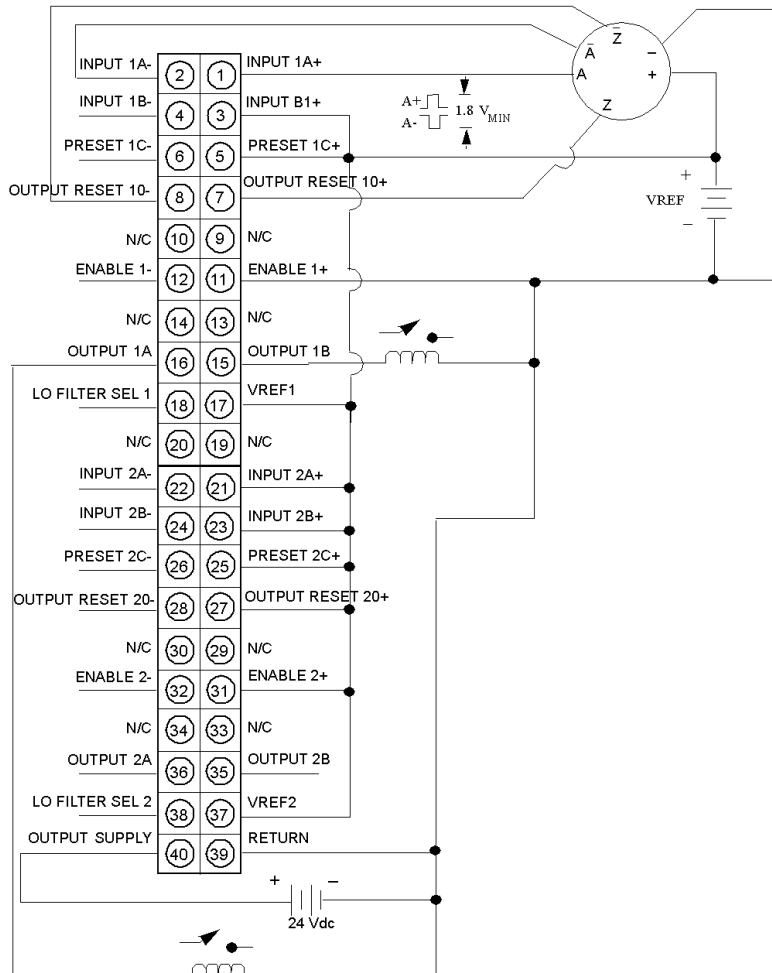 Z̅
A̅
A
Z
−
+
INPUT 1A- 2 1 INPUT 1A+
INPUT 1B- 4 3 INPUT B1+
A+
A-
1.8 VMIN
PRESET 1C- 6 5 PRESET 1C+
OUTPUT RESET 10- 8 7 OUTPUT RESET 10+
+
VREF
−
N/C 10 9 N/C
ENABLE 1- 12 11 ENABLE 1+
N/C 14 13 N/C
OUTPUT 1A 16 15 OUTPUT 1B
LO FILTER SEL 1 18 17 VREF1
N/C 20 19 N/C
INPUT 2A- 22 21 INPUT 2A+
INPUT 2B- 24 23 INPUT 2B+
PRESET 2C- 26 25 PRESET 2C+
OUTPUT RESET 20- 28 27 OUTPUT RESET 20+
N/C 30 29 N/C
ENABLE 2- 32 31 ENABLE 2+
N/C 34 33 N/C
OUTPUT 2A 36 35 OUTPUT 2B
LO FILTER SEL 2 38 37 VREF2
OUTPUT SUPPLY 40 39 RETURN
+ −
24 Vdc